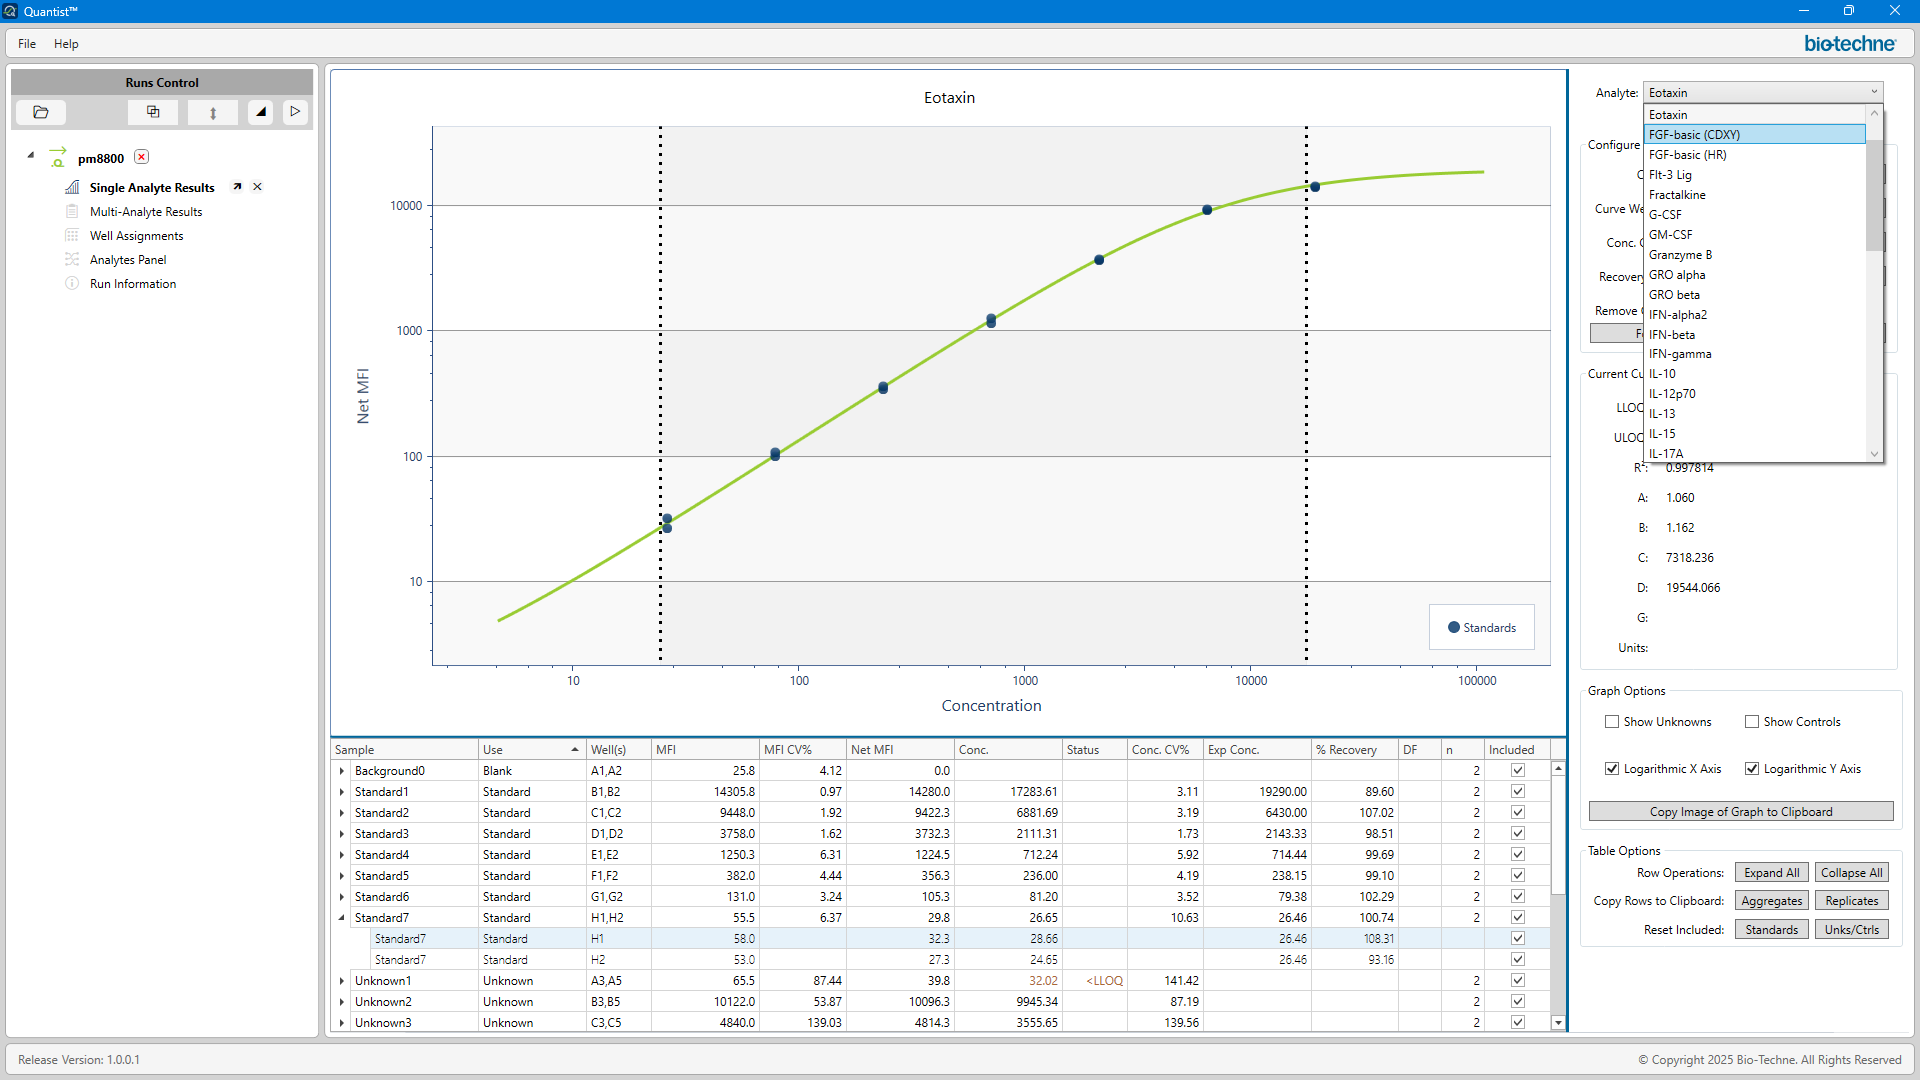 Quantist™
File Help
bio-techne
Runs Control
pm8800
Single Analyte Results
Multi-Analyte Results
Well Assignments
Analytes Panel
Run Information
Eotaxin
Net MFI
10000
1000
100
10
10 100 1000 10000 100000
Concentration
Standards
Analyte: Eotaxin
Eotaxin
FGF-basic (CDXY)
FGF-basic (HR)
Flt-3 Lig
Fractalkine
G-CSF
GM-CSF
Granzyme B
GRO alpha
GRO beta
IFN-alpha2
IFN-beta
IFN-gamma
IL-10
IL-12p70
IL-13
IL-15
IL-17A
Configure
Curve We
Conc.
Recovery
Remove
Current Cu
LLOQ
ULOQ
R²: 0.997814
A: 1.060
B: 1.162
C: 7318.236
D: 19544.066
G:
Units:
Graph Options
Show Unknowns Show Controls
Logarithmic X Axis Logarithmic Y Axis
Copy Image of Graph to Clipboard
Table Options
Row Operations: Expand All Collapse All
Copy Rows to Clipboard: Aggregates Replicates
Reset Included: Standards Unks/Ctrls
Sample Use Well(s) MFI MFI CV% Net MFI Conc. Status Conc. CV% Exp Conc. % Recovery DF n Included
Background0 Blank A1,A2 25.8 4.12 0.0 2
Standard1 Standard B1,B2 14305.8 0.97 14280.0 17283.61 3.11 19290.00 89.60 2
Standard2 Standard C1,C2 9448.0 1.92 9422.3 6881.69 3.19 6430.00 107.02 2
Standard3 Standard D1,D2 3758.0 1.62 3732.3 2111.31 1.73 2143.33 98.51 2
Standard4 Standard E1,E2 1250.3 6.31 1224.5 712.24 5.92 714.44 99.69 2
Standard5 Standard F1,F2 382.0 4.44 356.3 236.00 4.19 238.15 99.10 2
Standard6 Standard G1,G2 131.0 3.24 105.3 81.20 3.52 79.38 102.29 2
Standard7 Standard H1,H2 55.5 6.37 29.8 26.65 10.63 26.46 100.74 2
Standard7 Standard H1 58.0 32.3 28.66 26.46 108.31
Standard7 Standard H2 53.0 27.3 24.65 26.46 93.16
Unknown1 Unknown A3,A5 65.5 87.44 39.8 32.02 <LLOQ 141.42 2
Unknown2 Unknown B3,B5 10122.0 53.87 10096.3 9945.34 87.19 2
Unknown3 Unknown C3,C5 4840.0 139.03 4814.3 3555.65 139.56 2
Release Version: 1.0.0.1
© Copyright 2025 Bio-Techne. All Rights Reserved